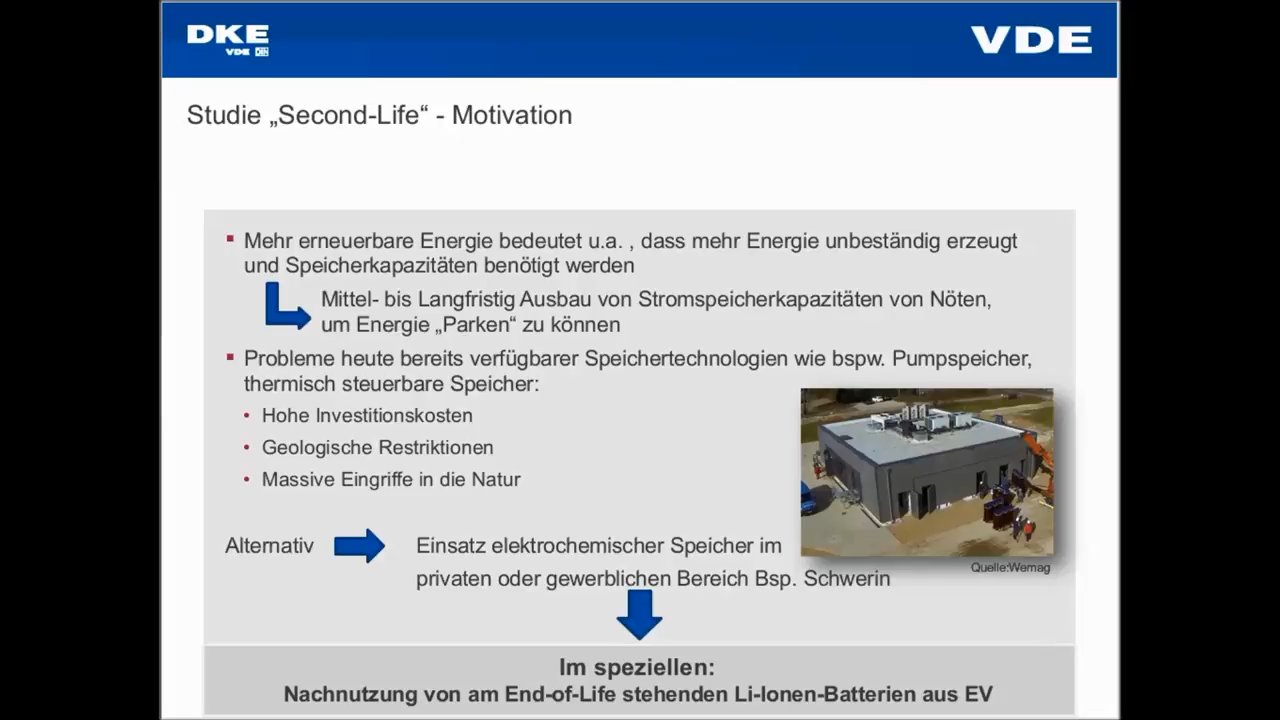 DKE
VDE DIN
VDE
Studie „Second-Life“ - Motivation
Mehr erneuerbare Energie bedeutet u.a. , dass mehr Energie unbeständig erzeugt
und Speicherkapazitäten benötigt werden
Mittel- bis Langfristig Ausbau von Stromspeicherkapazitäten von Nöten,
um Energie „Parken“ zu können
Probleme heute bereits verfügbarer Speichertechnologien wie bspw. Pumpspeicher,
thermisch steuerbare Speicher:
• Hohe Investitionskosten
• Geologische Restriktionen
• Massive Eingriffe in die Natur
Alternativ
Einsatz elektrochemischer Speicher im
privaten oder gewerblichen Bereich Bsp. Schwerin
Quelle:Wemag
Im speziellen:
Nachnutzung von am End-of-Life stehenden Li-Ionen-Batterien aus EV